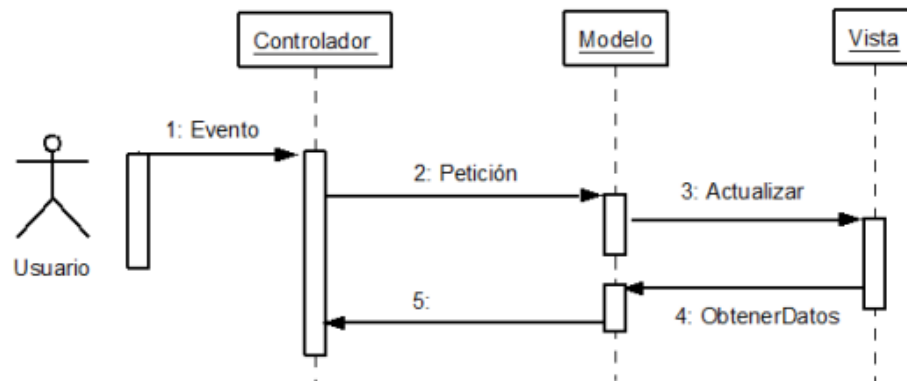 Controlador
Modelo
Vista
1: Evento
2: Petición
3: Actualizar
Usuario
5:
4: ObtenerDatos